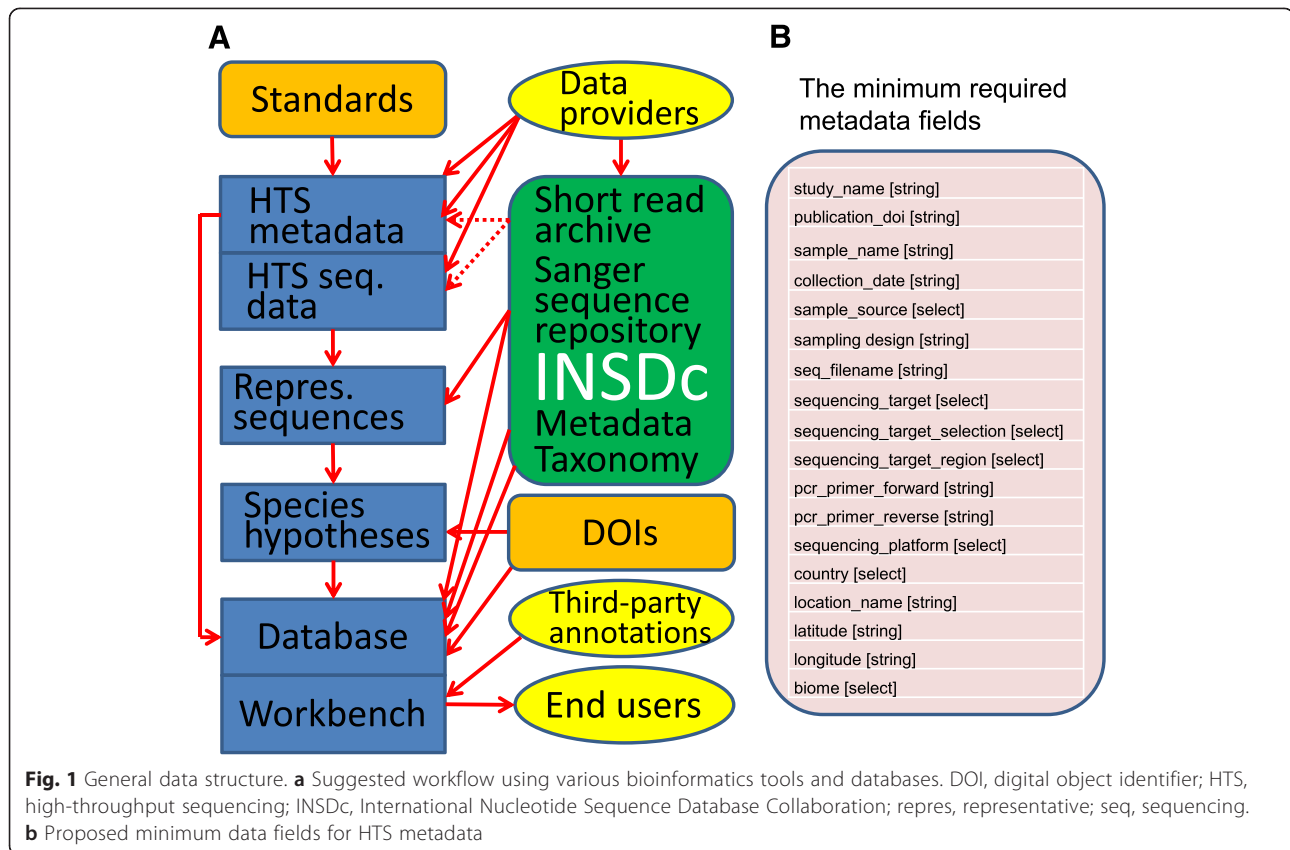 A
Standards
HTS
metadata
HTS seq.
data
Repres.
sequences
Species
hypotheses
Database
Workbench
Data
providers
Short read
archive
Sanger
sequence
repository
INSDc
Metadata
Taxonomy
DOIs
Third-party
annotations
End users
B
The minimum required
metadata fields
study_name [string]
publication_doi [string]
sample_name [string]
collection_date [string]
sample_source [select]
sampling design [string]
seq_filename [string]
sequencing_target [select]
sequencing_target_selection [select]
sequencing_target_region [select]
pcr_primer_forward [string]
pcr_primer_reverse [string]
sequencing_platform [select]
country [select]
location_name [string]
latitude [string]
longitude [string]
biome [select]
Fig. 1 General data structure. a Suggested workflow using various bioinformatics tools and databases. DOI, digital object identifier; HTS,
high-throughput sequencing; INSDc, International Nucleotide Sequence Database Collaboration; repres, representative; seq, sequencing.
b Proposed minimum data fields for HTS metadata